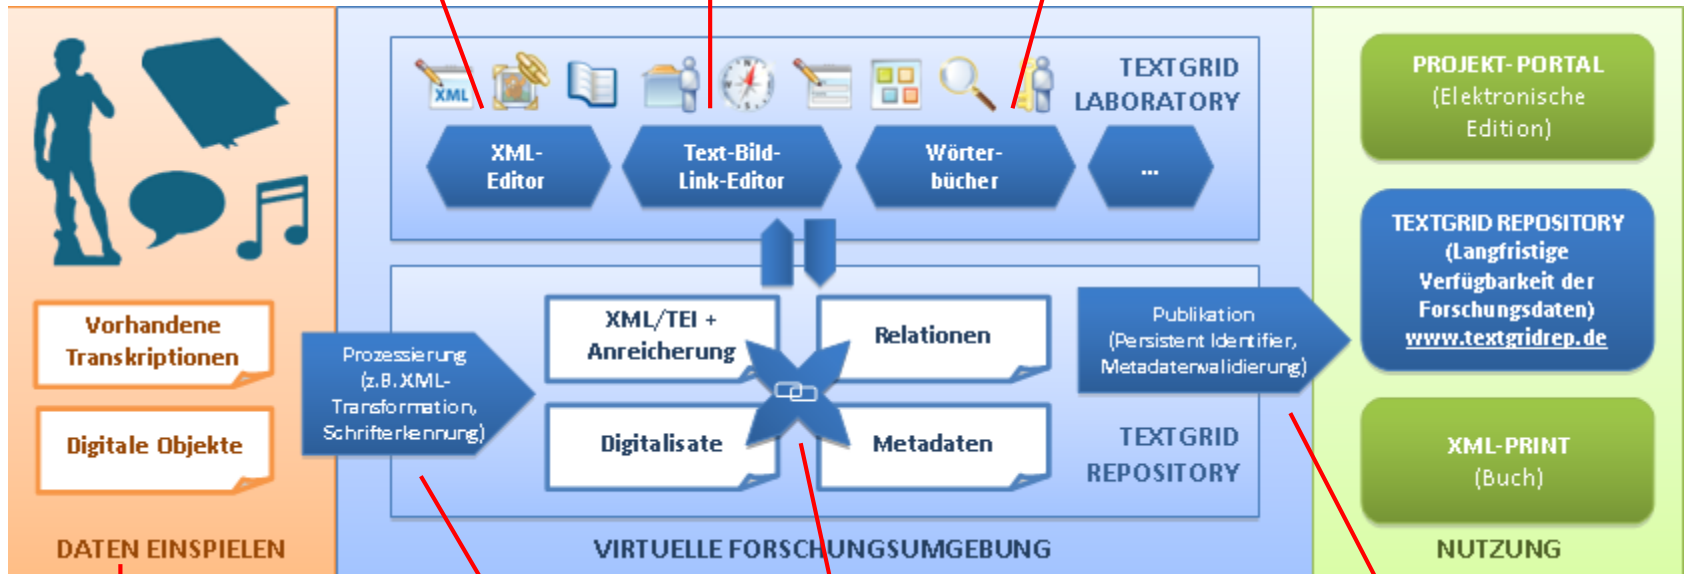 XML
TEXTGRID
LABORATORY
XML-
Editor
Text-Bild-
Link-Editor
Wörter-
bücher
...
Vorhandene
Transkriptionen
Digitale Objekte
DATEN EINSPIELEN
Prozessierung
(z.B. XML-
Transformation,
Schrifterkennung)
XML/TEI +
Anreicherung
Relationen
Digitalisate
Metadaten
TEXTGRID
REPOSITORY
Publikation
(Persistent Identifier,
Metadatenvalidierung)
VIRTUELLE FORSCHUNGSUMGEBUNG
PROJEKT- PORTAL
(Elektronische
Edition)
TEXTGRID REPOSITORY
(Langfristige
Verfügbarkeit der
Forschungsdaten)
www.textgridrep.de
XML-PRINT
(Buch)
NUTZUNG